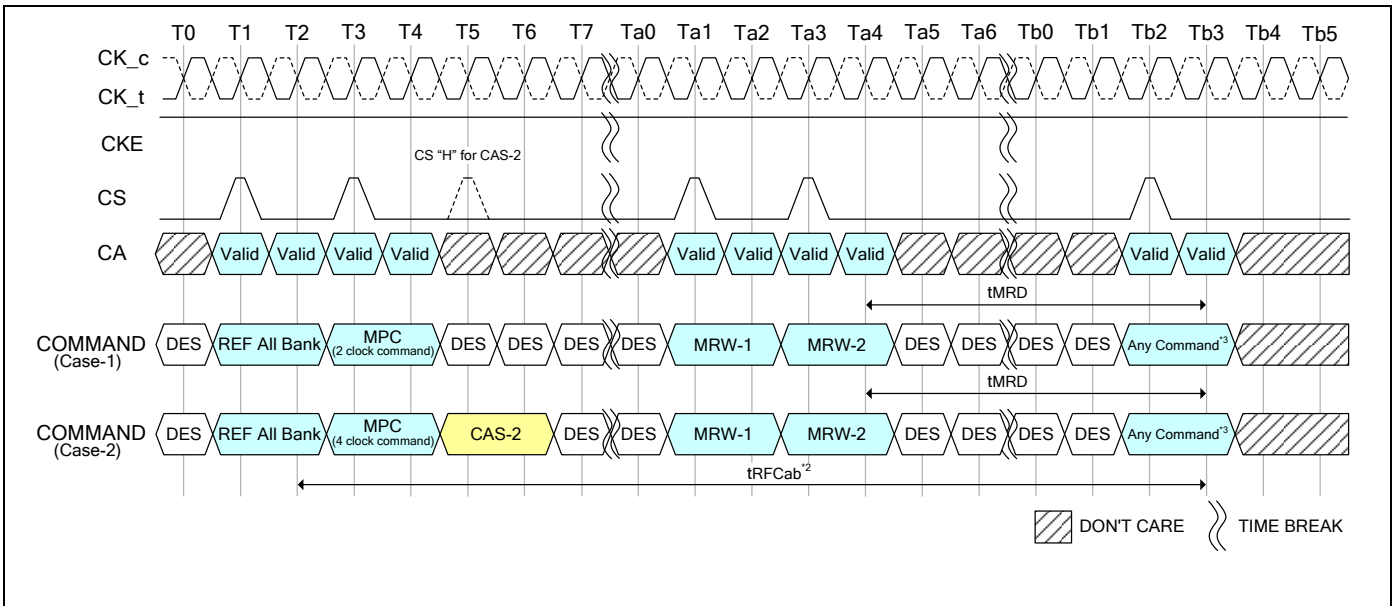 T0 T1 T2 T3 T4 T5 T6 T7 Ta0 Ta1 Ta2 Ta3 Ta4 Ta5 Ta6 Tb0 Tb1 Tb2 Tb3 Tb4 Tb5
CK_c
CK_t
CKE
CS "H" for CAS-2
CS
CA Valid Valid Valid Valid Valid Valid Valid Valid Valid Valid
tMRD
COMMAND (Case-1) DES REF All Bank MPC (2 clock command) DES DES DES DES MRW-1 MRW-2 DES DES DES DES Any Command*3
tMRD
COMMAND (Case-2) DES REF All Bank MPC (4 clock command) CAS-2 DES DES MRW-1 MRW-2 DES DES DES DES Any Command*3
tRFCab*2
DON'T CARE TIME BREAK